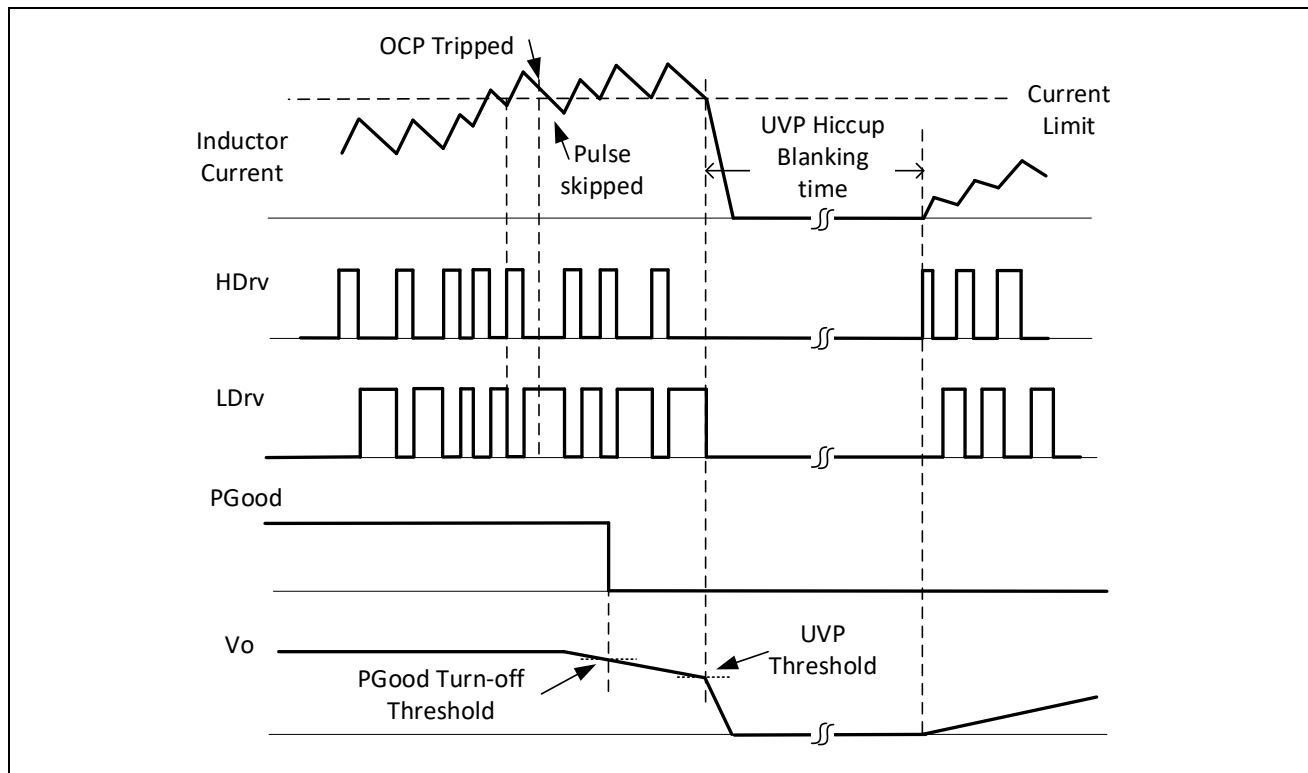 OCP Tripped
Current
Limit
UVP Hiccup
Blanking
time
Inductor
Current
Pulse
skipped
HDrv
LDrv
PGood
Vo
UVP
Threshold
PGood Turn-off
Threshold